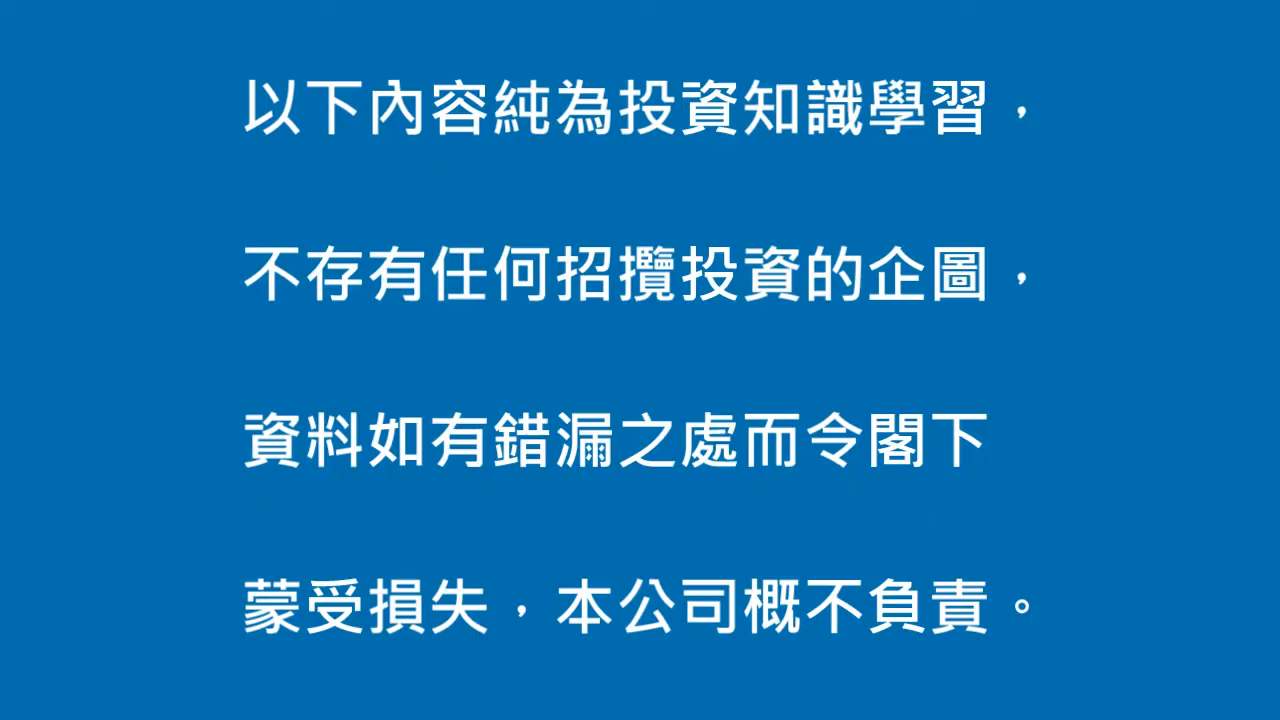 以下內容純為投資知識學習，
不存有任何招攬投資的企圖，
資料如有錯漏之處而令閣下
蒙受損失，本公司概不負責。